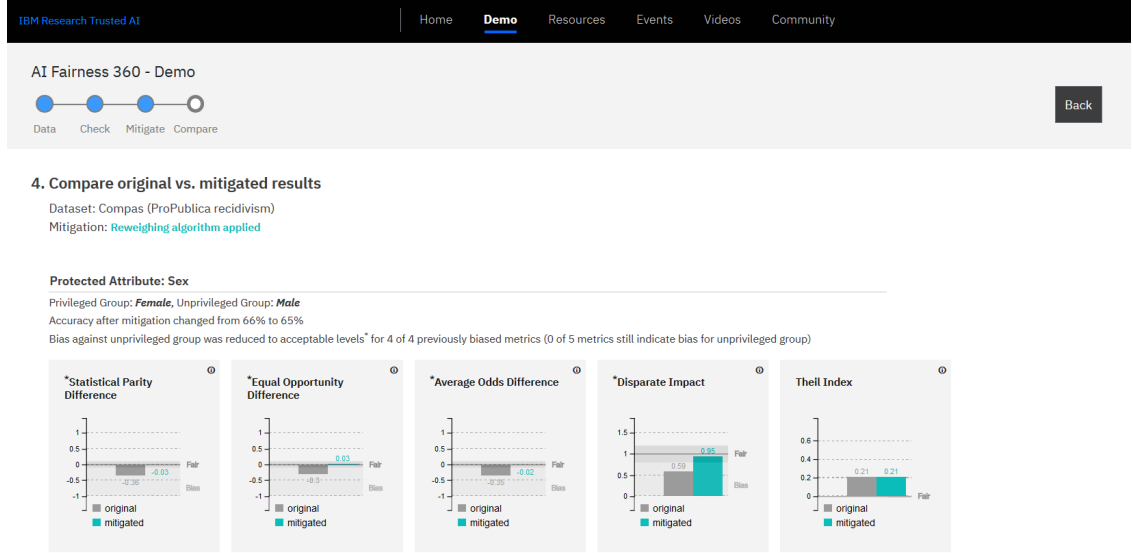 IBM Research Trusted AI
Home Demo Resources Events Videos Community
AI Fairness 360 - Demo
Back
Data Check Mitigate Compare
4. Compare original vs. mitigated results
Dataset: Compas (ProPublica recidivism)
Mitigation: Reweighing algorithm applied
Protected Attribute: Sex
Privileged Group: Female, Unprivileged Group: Male
Accuracy after mitigation changed from 66% to 65%
Bias against unprivileged group was reduced to acceptable levels* for 4 of 4 previously biased metrics (0 of 5 metrics still indicate bias for unprivileged group)
*Statistical Parity
Difference
1
0.5
0
-0.5
-1
-0.03
-0.36
Fair
Bias
original
mitigated
*Equal Opportunity
Difference
1
0.5
0
-0.5
-1
0.03
-0.3
Fair
Bias
original
mitigated
*Average Odds Difference
1
0.5
0
-0.5
-1
-0.02
-0.35
Fair
Bias
original
mitigated
*Disparate Impact
1.5
1
0.5
0
0.59
0.95
Fair
Bias
original
mitigated
Theil Index
0.6
0.4
0.2
0
0.21 0.21
Fair
original
mitigated